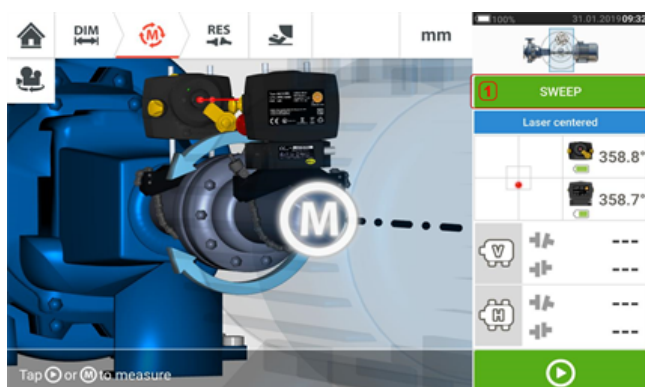 DIM
M
RES
mm
100%
31.01.2019 09:32
1
SWEEP
Laser centered
358.8°
358.7°
M
V
---
---
H
---
---
Tap or M to measure